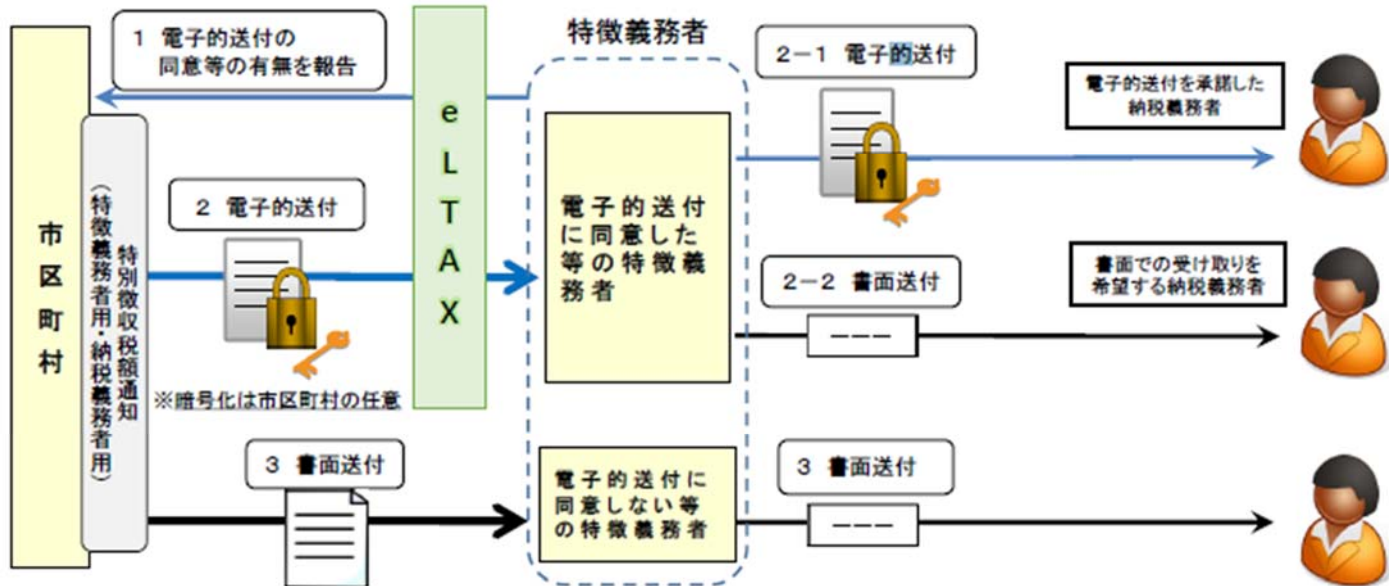 1 電子的送付の
同意等の有無を報告
特徴義務者
2-1 電子的送付
電子的送付を承諾した
納税義務者
eLTAX
市区町村
特別徴収税額通知
（特徴義務者用・納税義務者用）
2 電子的送付
※暗号化は市区町村の任意
電子的送付
に同意した
等の特徴義
務者
2-2 書面送付
書面での受け取りを
希望する納税義務者
3 書面送付
電子的送付に
同意しない等
の特徴義務者
3 書面送付